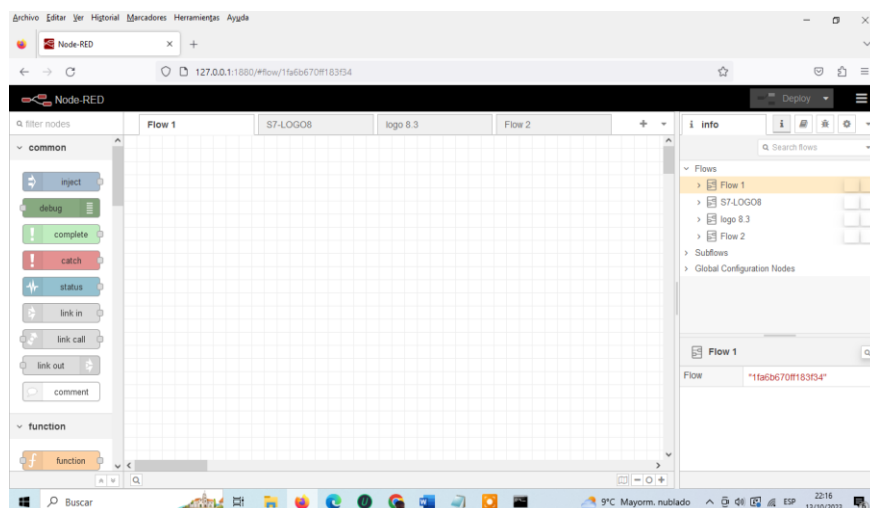 Archivo Editar Ver Historial Marcadores Herramientas Ayuda
Node-RED
127.0.0.1:1880/#flow/1fa6b670ff183f34
Node-RED
Deploy
filter nodes
Flow 1
S7-LOGO8
logo 8.3
Flow 2
i info
i
common
Search flows
Flows
Flow 1
S7-LOGO8
logo 8.3
Flow 2
Subflows
Global Configuration Nodes
inject
debug
complete
catch
status
link in
link call
link out
comment
function
function
Flow 1
Flow "1fa6b670ff183f34"
Buscar
9°C Mayorm. nublado
ESP
22:16
13/10/2023